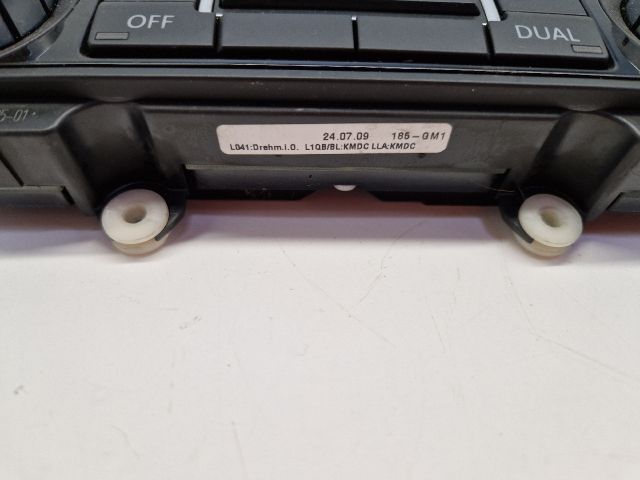 OFF
DUAL
24.07.09 185-GM1
L041:Drehm.i.O. L1QB/BL:KMDC LLA:KMDC